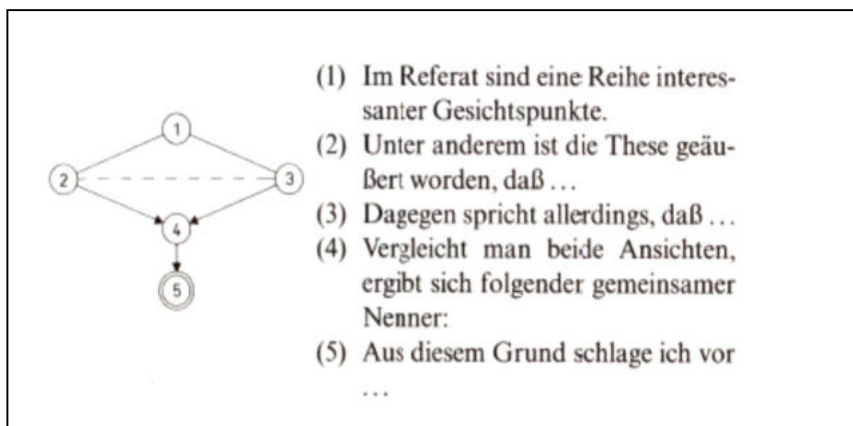 1
2
3
4
5
(1) Im Referat sind eine Reihe interes-
santer Gesichtspunkte.
(2) Unter anderem ist die These geäu-
ßert worden, daß ...
(3) Dagegen spricht allerdings, daß ...
(4) Vergleicht man beide Ansichten,
ergibt sich folgender gemeinsamer
Nenner:
(5) Aus diesem Grund schlage ich vor
...